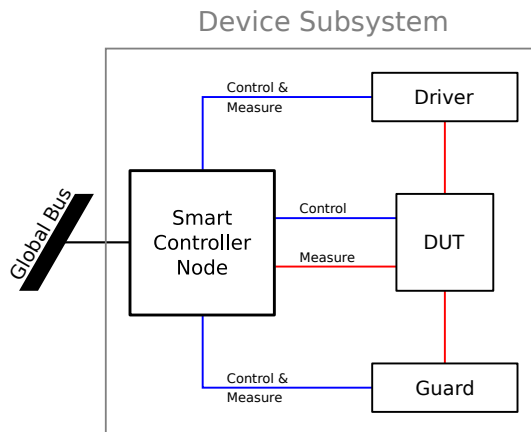 Device Subsystem
Control &
Measure
Driver
Global Bus
Smart
Controller
Node
Control
DUT
Measure
Control &
Measure
Guard